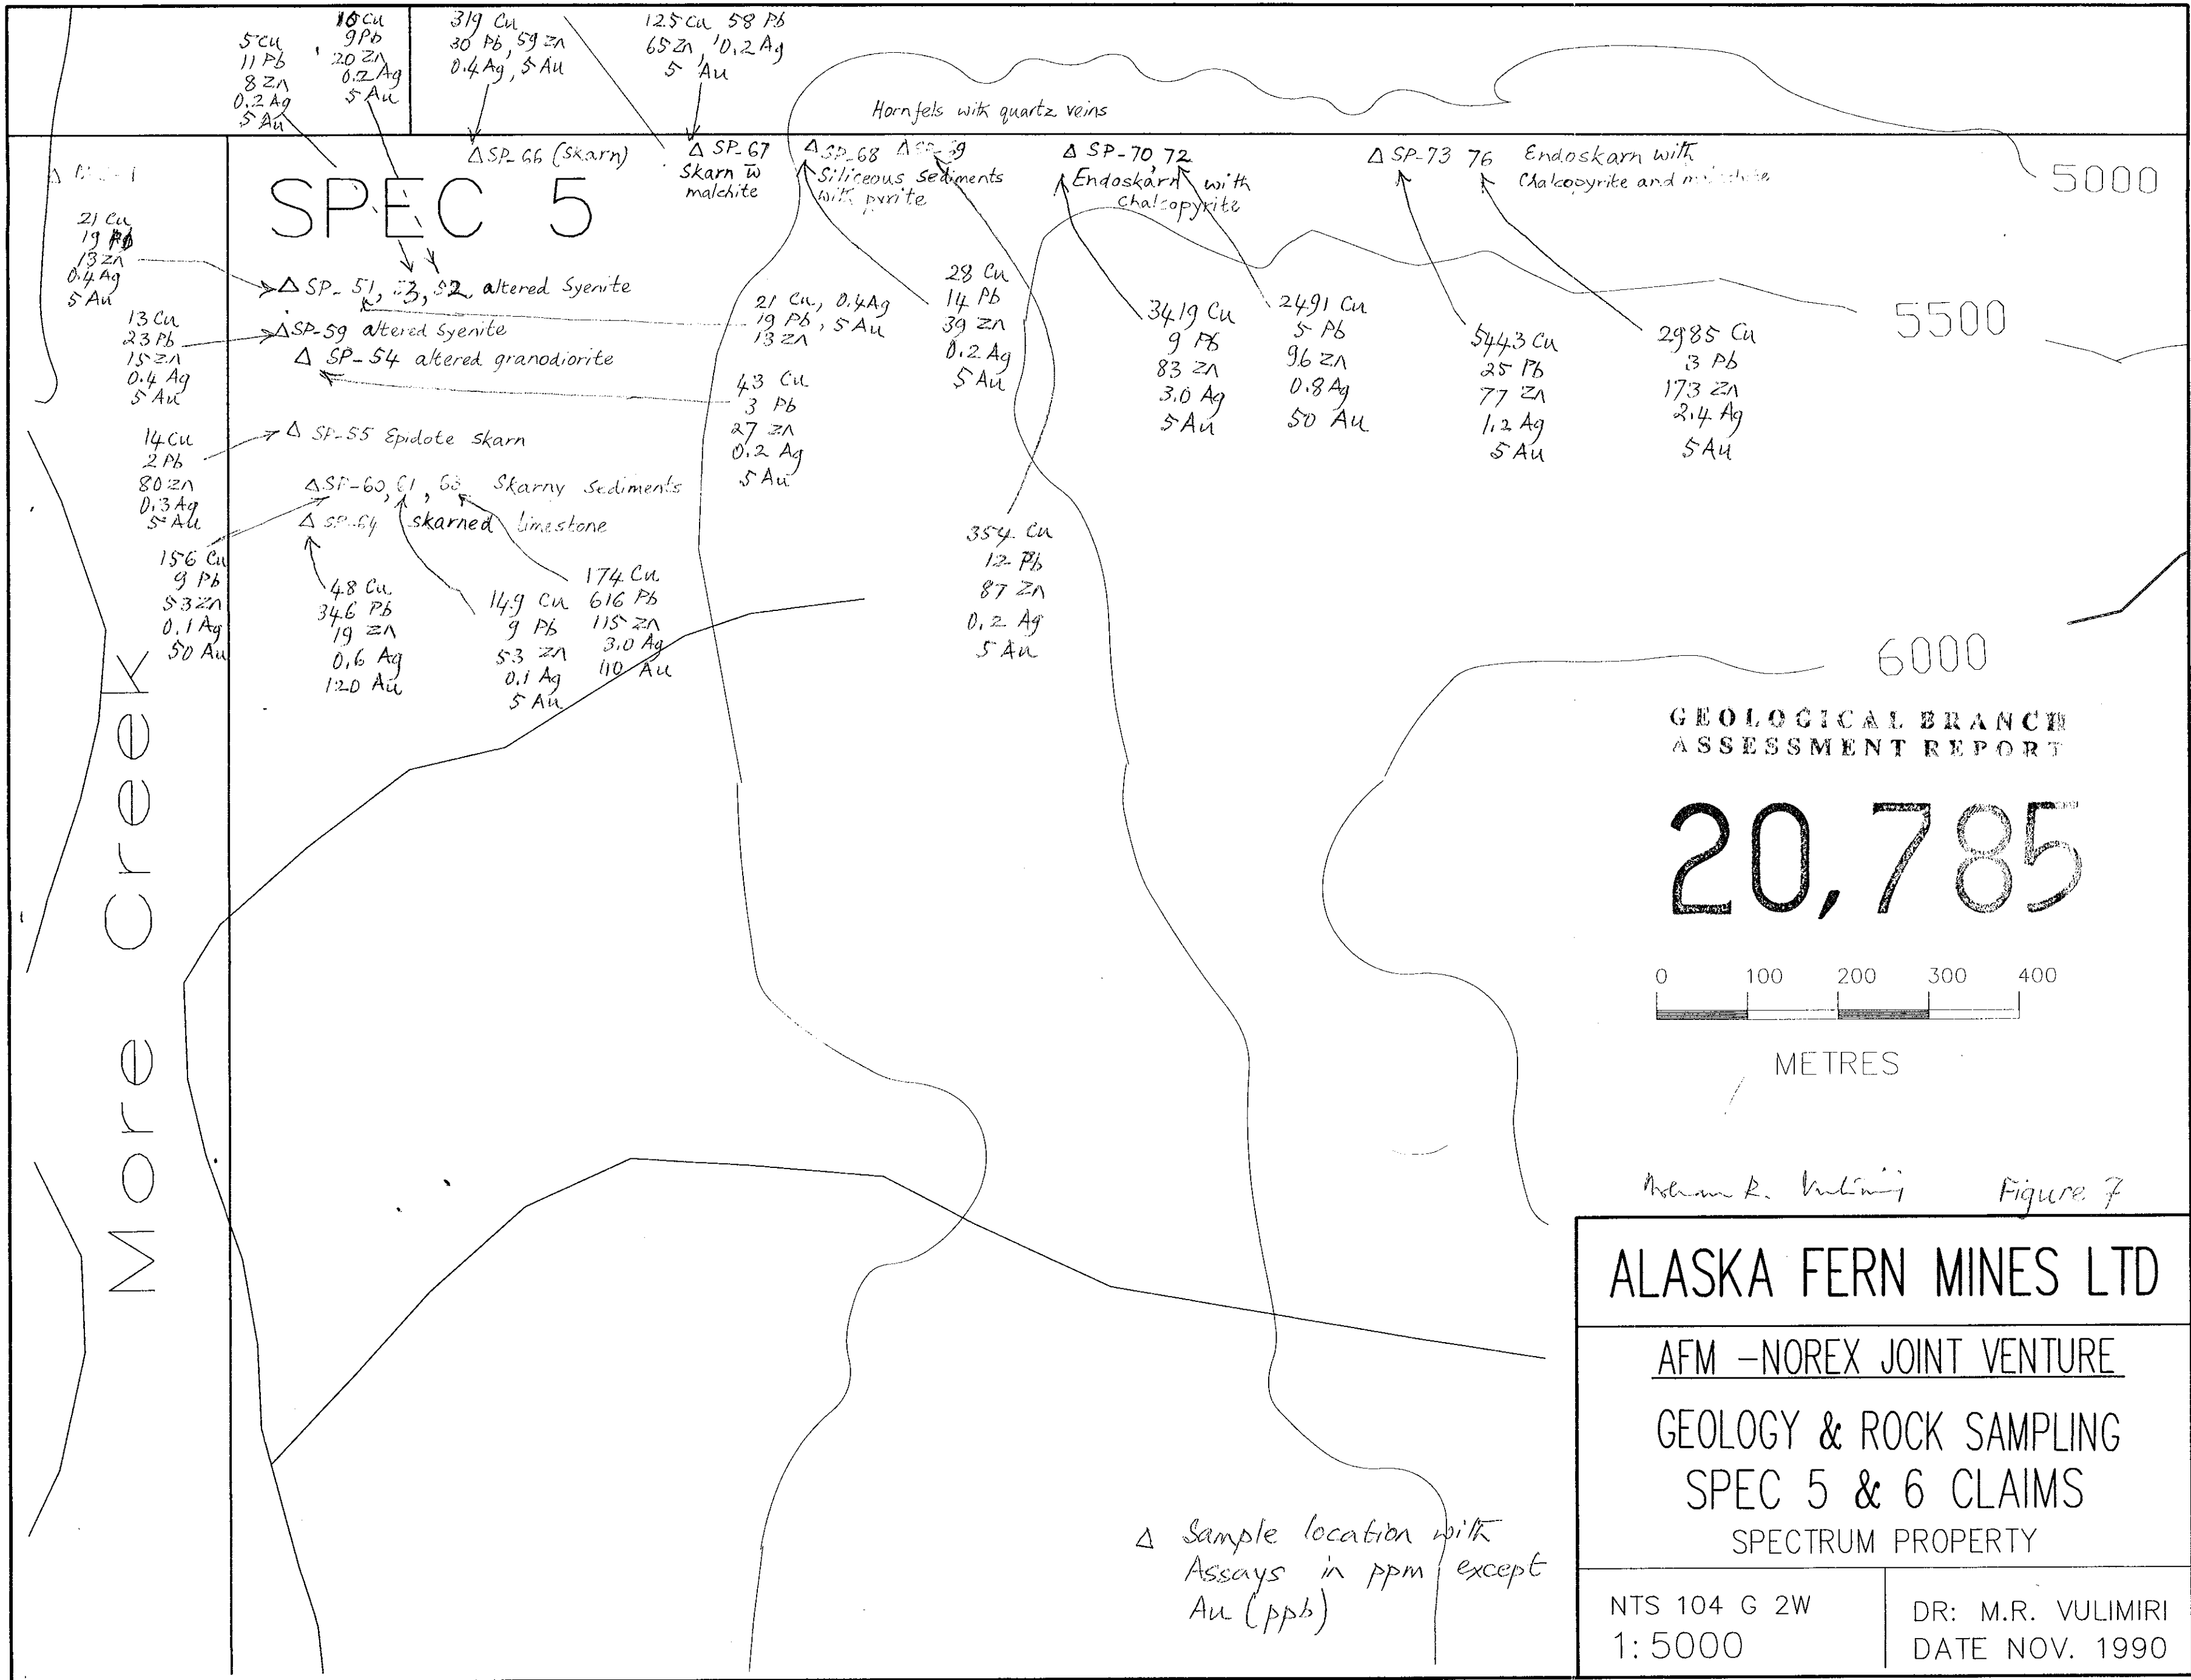 5 Cu
11 Pb
8 Zn
0.2 Ag
5 Au
16 Cu
9 Pb
20 Zn
0.2 Ag
5 Au
319 Cu
30 Pb, 59 Zn
0.4 Ag, 5 Au
125 Cu 58 Pb
65 Zn, 0.2 Ag
5 Au
Hornfels with quartz veins
SP-66 (Skarn)
SP-67
Skarn w
malchite
SP-68
Siliceous Sediments
with pyrite
SP-70, 72
Endoskarn with
Chalcopyrite
SP-73 76 Endoskarn with
Chalcopyrite and
5000
SPEC 5
21 Cu
19 Pb
13 Zn
0.4 Ag
5 Au
SP-51, 53, 52, altered Syenite
13 Cu
23 Pb
15 Zn
0.4 Ag
5 Au
SP-59 altered Syenite
SP-54 altered granodiorite
21 Cu, 0.4 Ag
19 Pb, 5 Au
13 Zn
28 Cu
14 Pb
39 Zn
0.2 Ag
5 Au
3419 Cu
9 Pb
83 Zn
3.0 Ag
5 Au
2491 Cu
5 Pb
96 Zn
0.8 Ag
50 Au
5443 Cu
25 Pb
77 Zn
1.2 Ag
5 Au
2985 Cu
3 Pb
173 Zn
2.4 Ag
5 Au
5500
43 Cu
3 Pb
27 Zn
0.2 Ag
5 Au
14 Cu
2 Pb
80 Zn
0.3 Ag
5 Au
SP-55 Epidote Skarn
SP-60, 61, 63 Skarny Sediments
SP-64 skarned limestone
156 Cu
9 Pb
53 Zn
0.1 Ag
50 Au
48 Cu
346 Pb
19 Zn
0.6 Ag
120 Au
149 Cu
9 Pb
53 Zn
0.1 Ag
5 Au
174 Cu
616 Pb
115 Zn
3.0 Ag
110 Au
354 Cu
12 Pb
87 Zn
0.2 Ag
5 Au
6000
More Creek
GEOLOGICAL BRANCH
ASSESSMENT REPORT
20,785
0 100 200 300 400
METRES
Figure 7
ALASKA FERN MINES LTD
AFM -NOREX JOINT VENTURE
GEOLOGY & ROCK SAMPLING
SPEC 5 & 6 CLAIMS
SPECTRUM PROPERTY
NTS 104 G 2W
1:5000
DR: M.R. VULIMIRI
DATE NOV. 1990
Δ Sample location with
Assays in ppm except
Au (ppb)